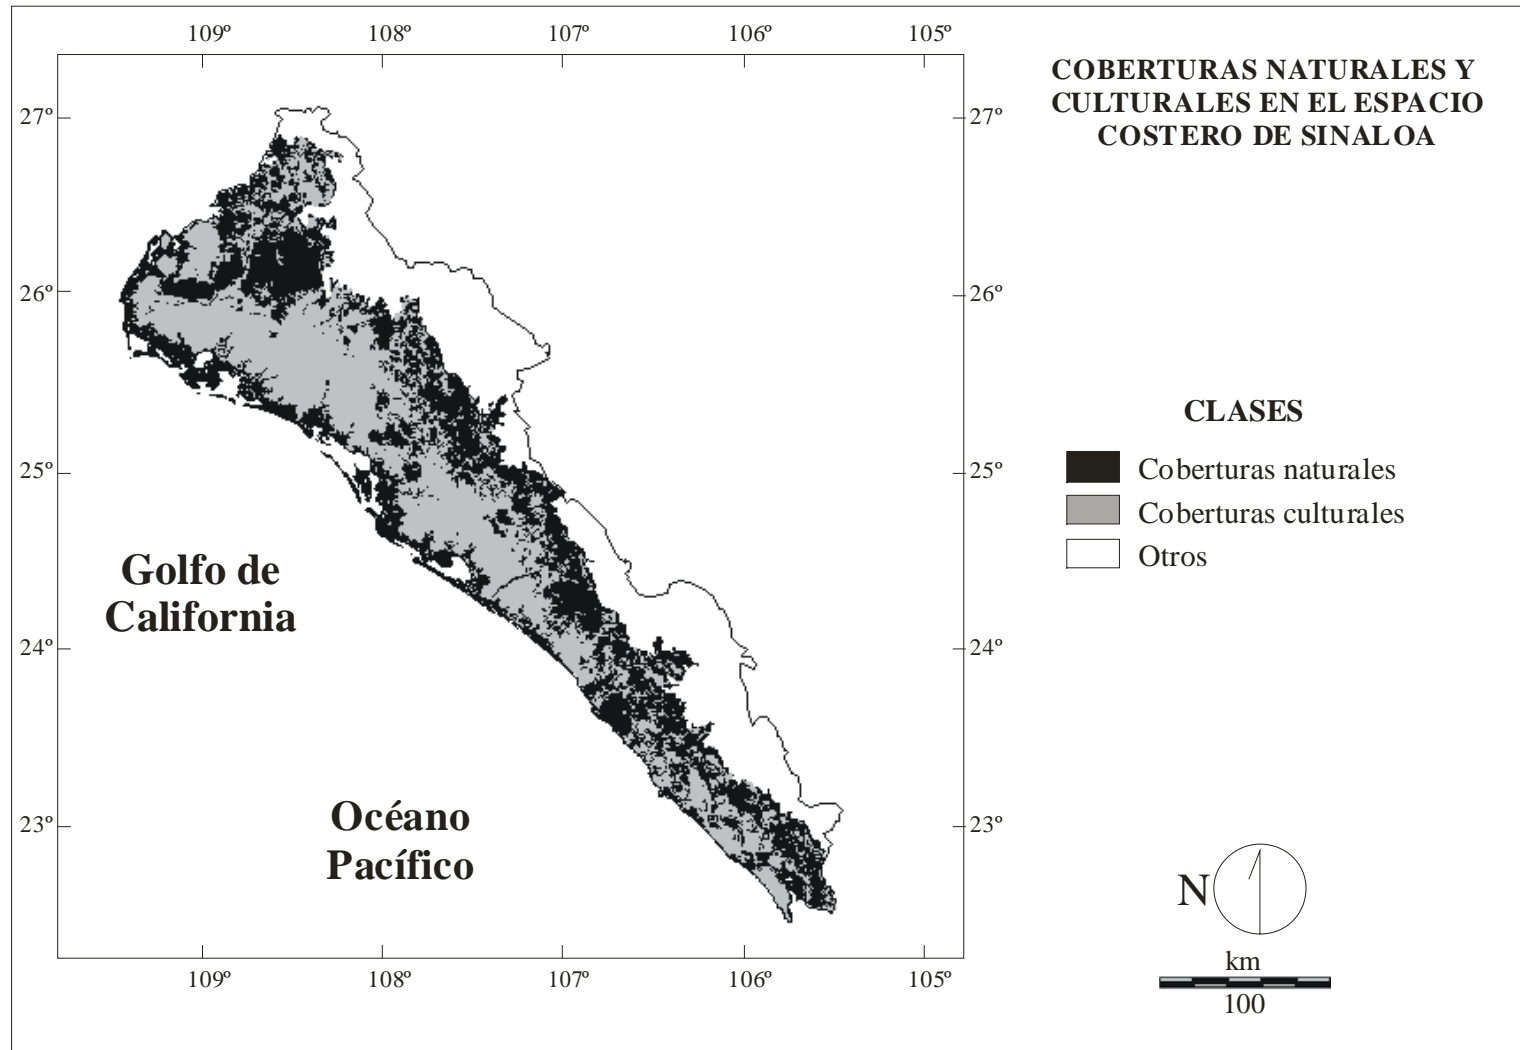 109º 108º 107º 106º 105º
COBERTURAS NATURALES Y
CULTURALES EN EL ESPACIO
COSTERO DE SINALOA
27º 27º
26º 26º
25º 25º
24º 24º
23º 23º
Golfo de
California
Océano
Pacífico
109º 108º 107º 106º 105º
CLASES
Coberturas naturales
Coberturas culturales
Otros
N
km
100